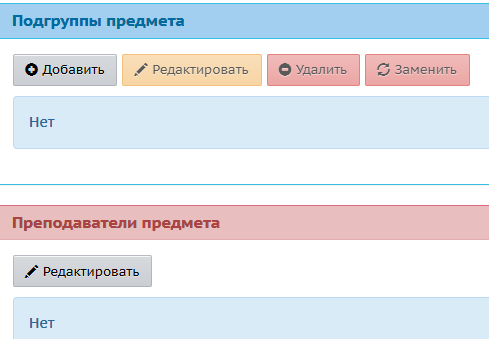 Подгруппы предмета
Добавить Редактировать Удалить Заменить
Нет
Преподаватели предмета
Редактировать
Нет